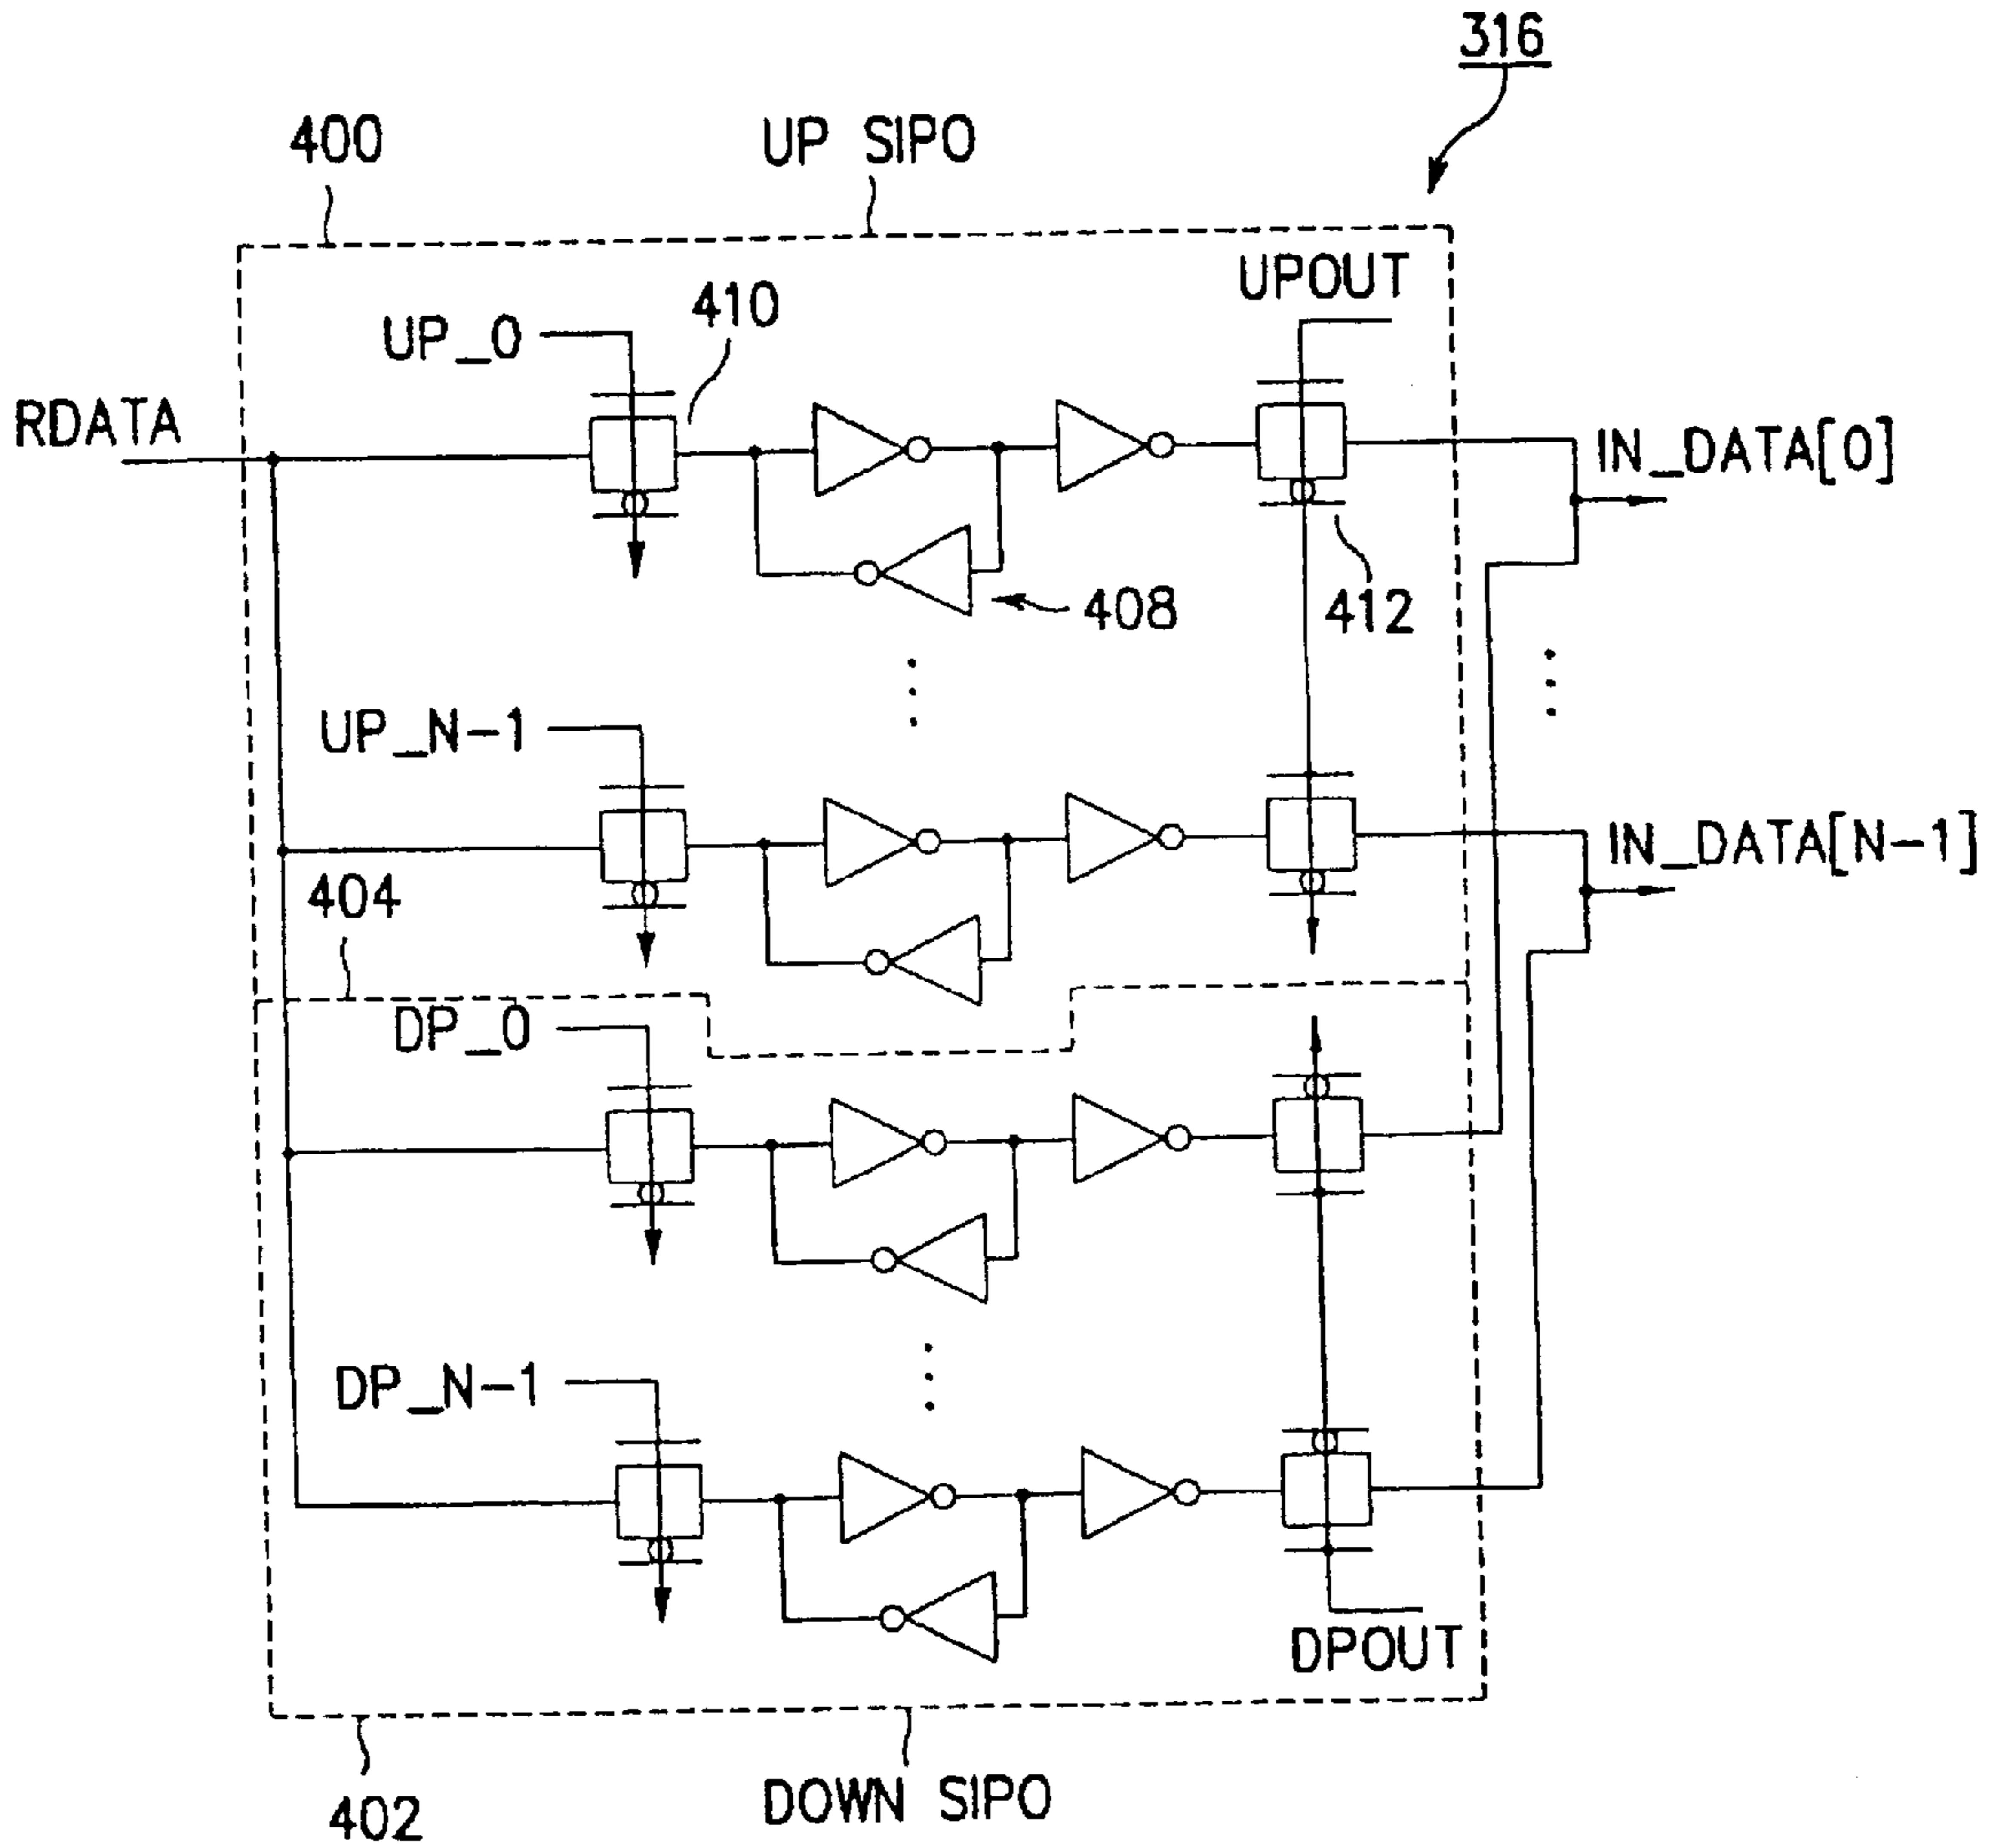 316
400
UP SIPO
UPOUT
410
UP_0
RDATA
IN_DATA[0]
408
412
UP_N-1
IN_DATA[N-1]
404
DP_0
DP_N-1
DPOUT
402
DOWN SIPO